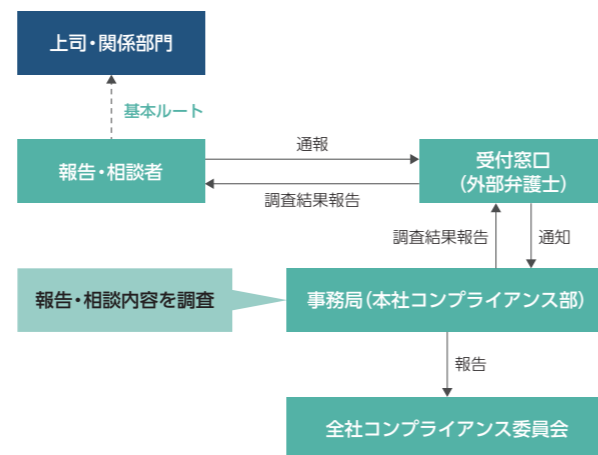 上司・関係部門
基本ルート
報告・相談者
通報
調査結果報告
受付窓口
（外部弁護士）
調査結果報告
通知
報告・相談内容を調査
事務局（本社コンプライアンス部）
報告
全社コンプライアンス委員会